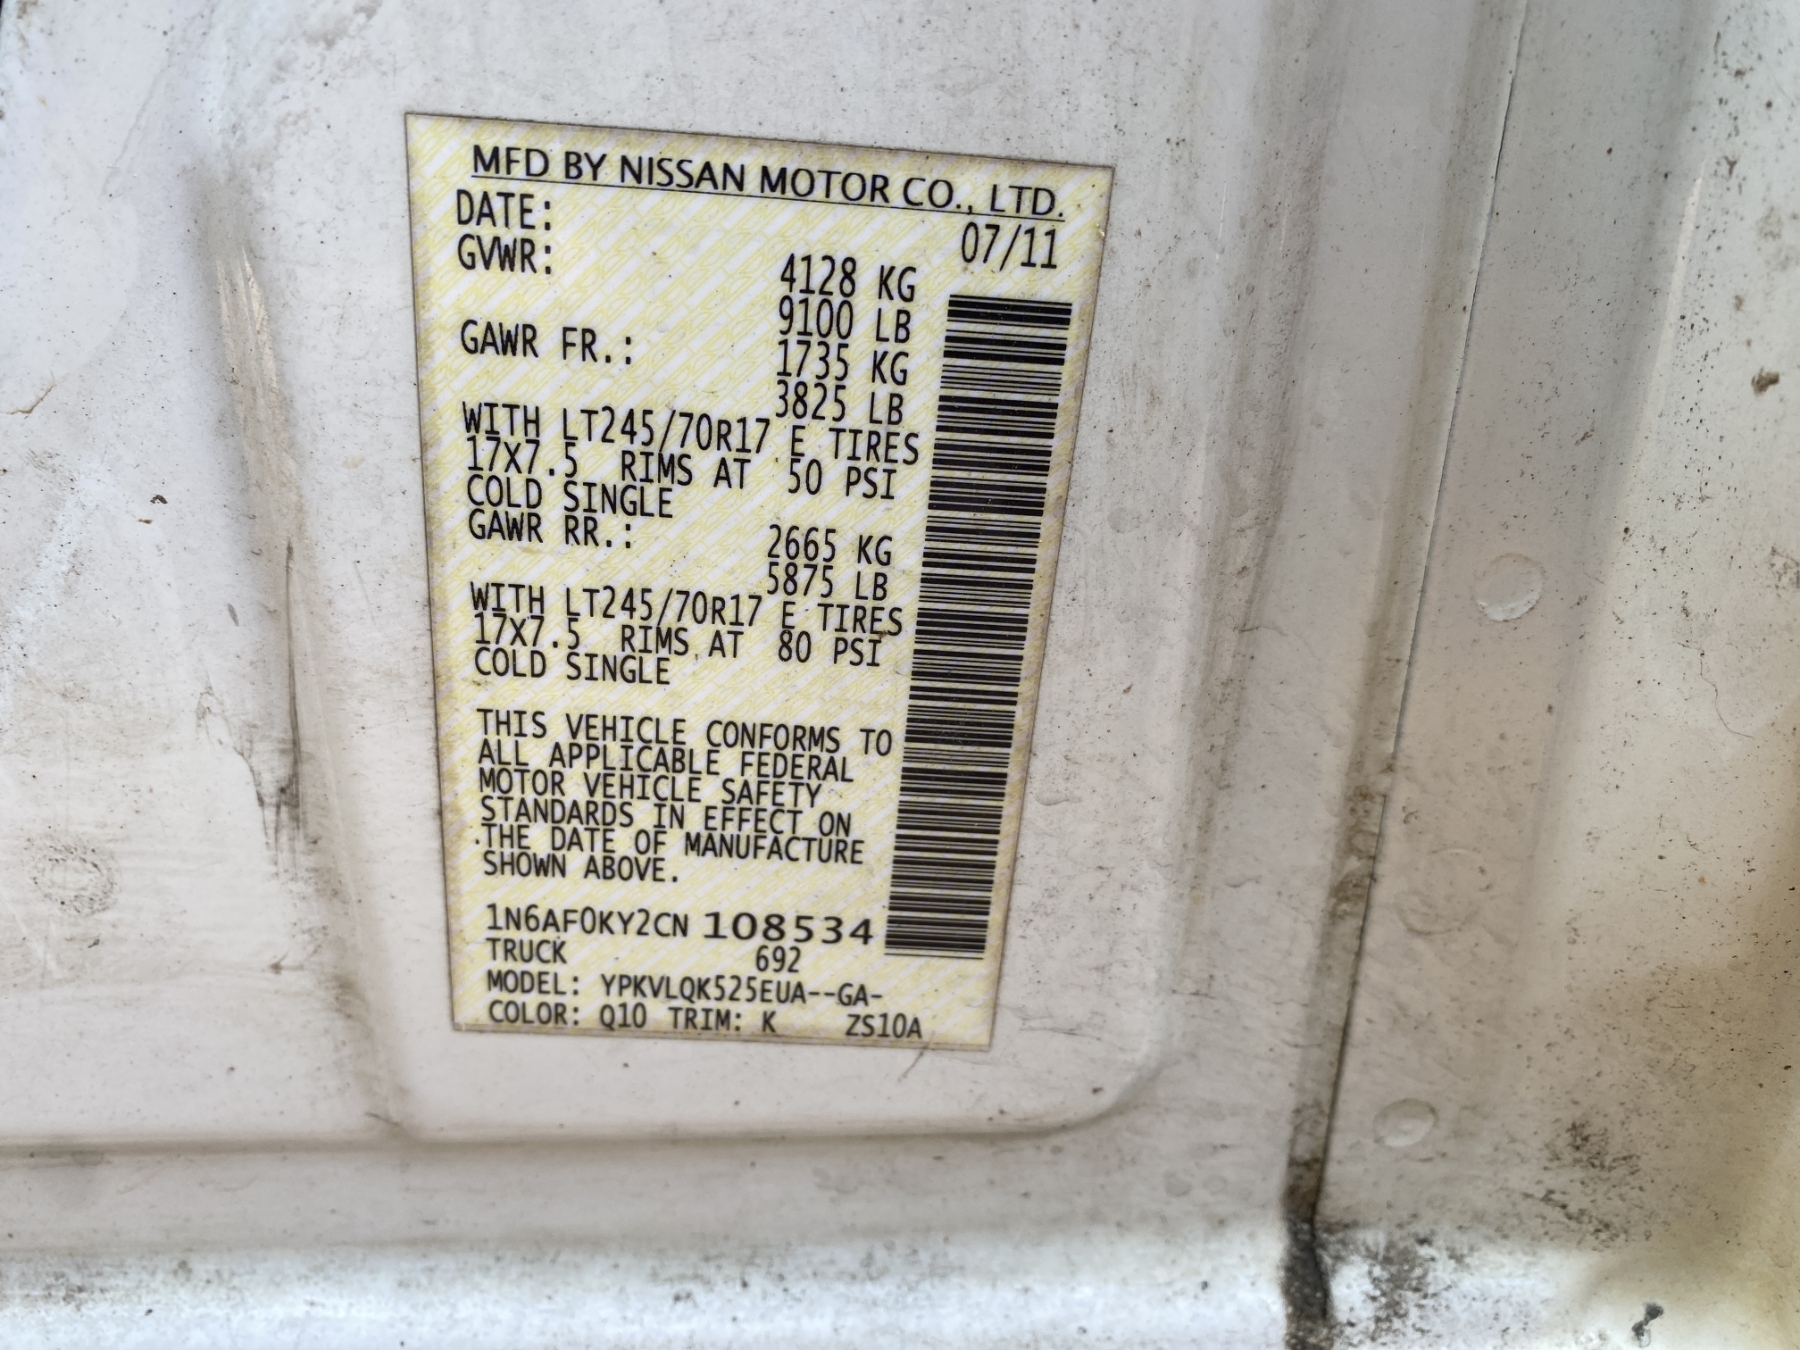 MFD BY NISSAN MOTOR CO., LTD.
DATE: 07/11
GVWR: 4128 KG
9100 LB
GAWR FR.: 1735 KG
3825 LB
WITH LT245/70R17 E TIRES
17X7.5 RIMS AT 50 PSI
COLD SINGLE
GAWR RR.: 2665 KG
5875 LB
WITH LT245/70R17 E TIRES
17X7.5 RIMS AT 80 PSI
COLD SINGLE
THIS VEHICLE CONFORMS TO
ALL APPLICABLE FEDERAL
MOTOR VEHICLE SAFETY
STANDARDS IN EFFECT ON
THE DATE OF MANUFACTURE
SHOWN ABOVE.
1N6AF0KY2CN 108534
TRUCK 692
MODEL: YPKVLQK525EUA--GA-
COLOR: Q10 TRIM: K ZS10A